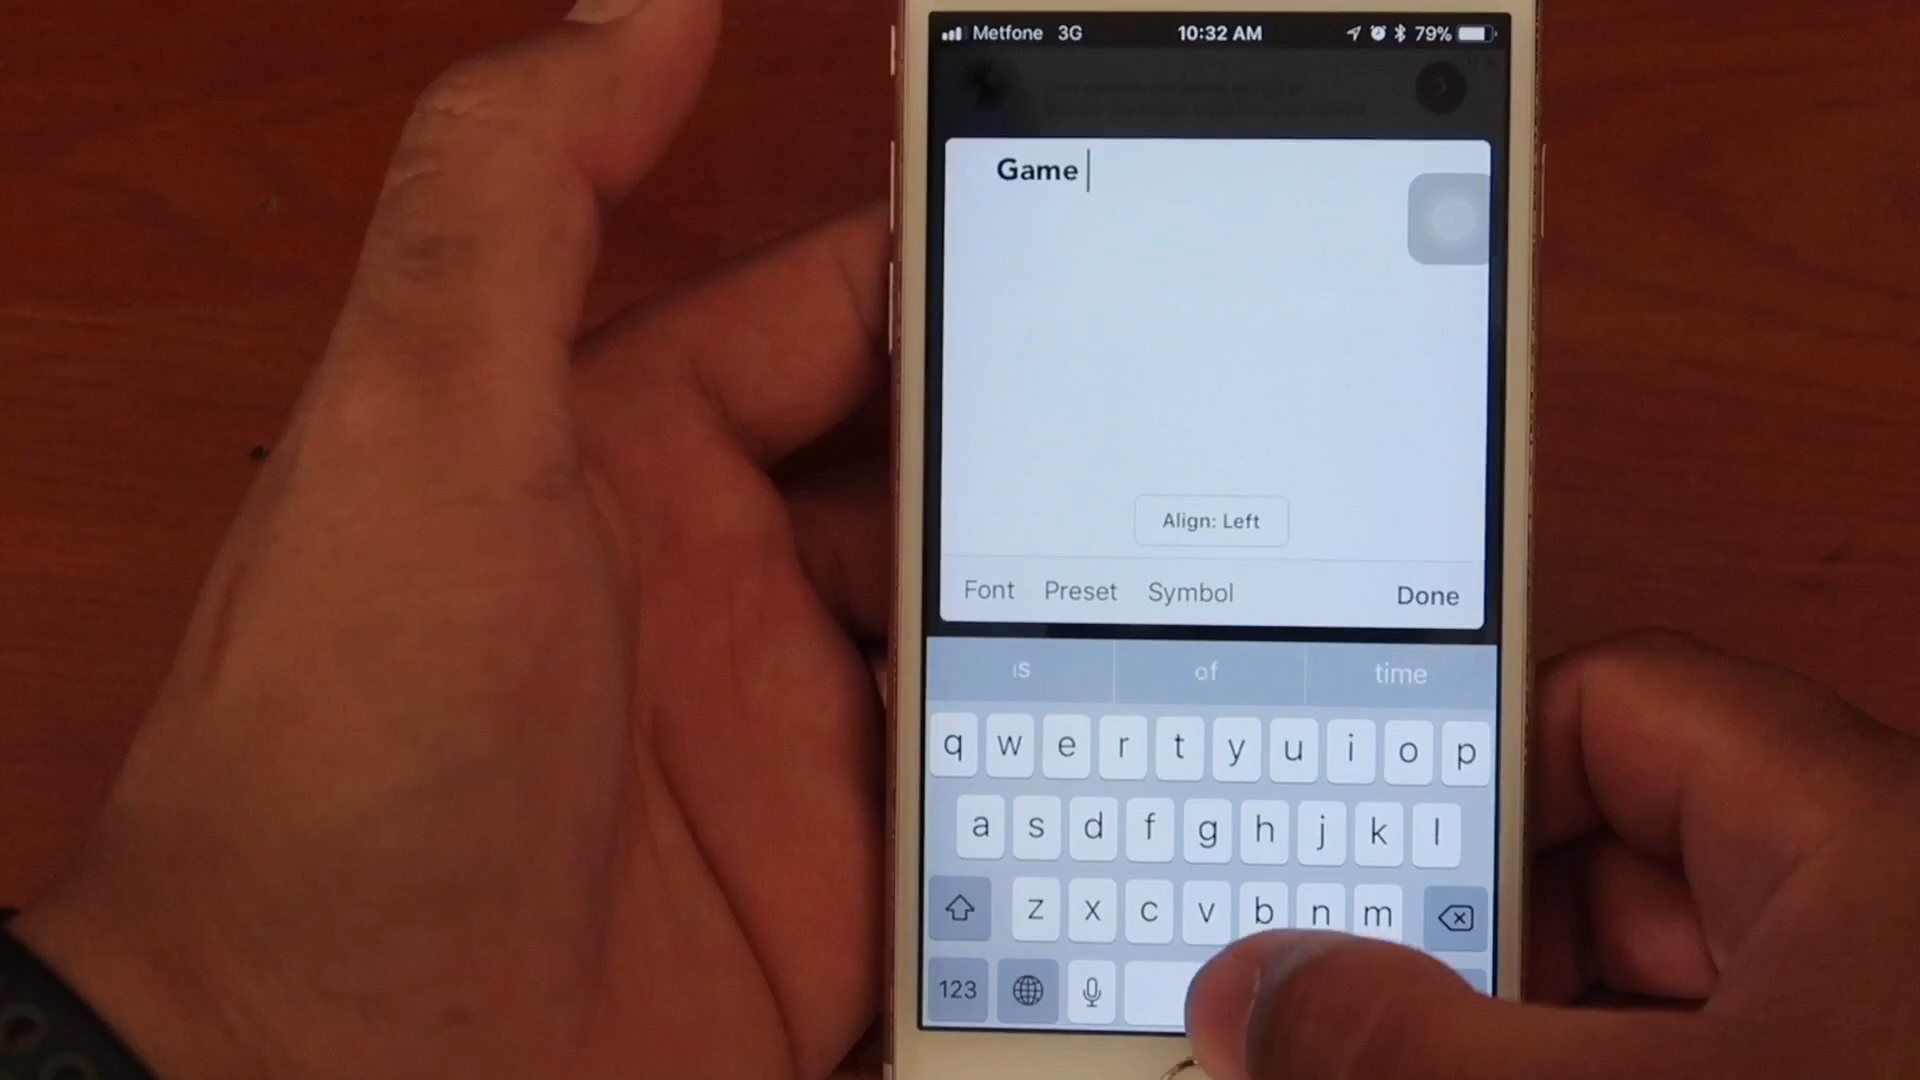 Metfone 3G 10:32 AM 79%
Game
Align: Left
Font Preset Symbol Done
is of time
q w e r t y u i o p
a s d f g h j k l
z x c v b n m
123